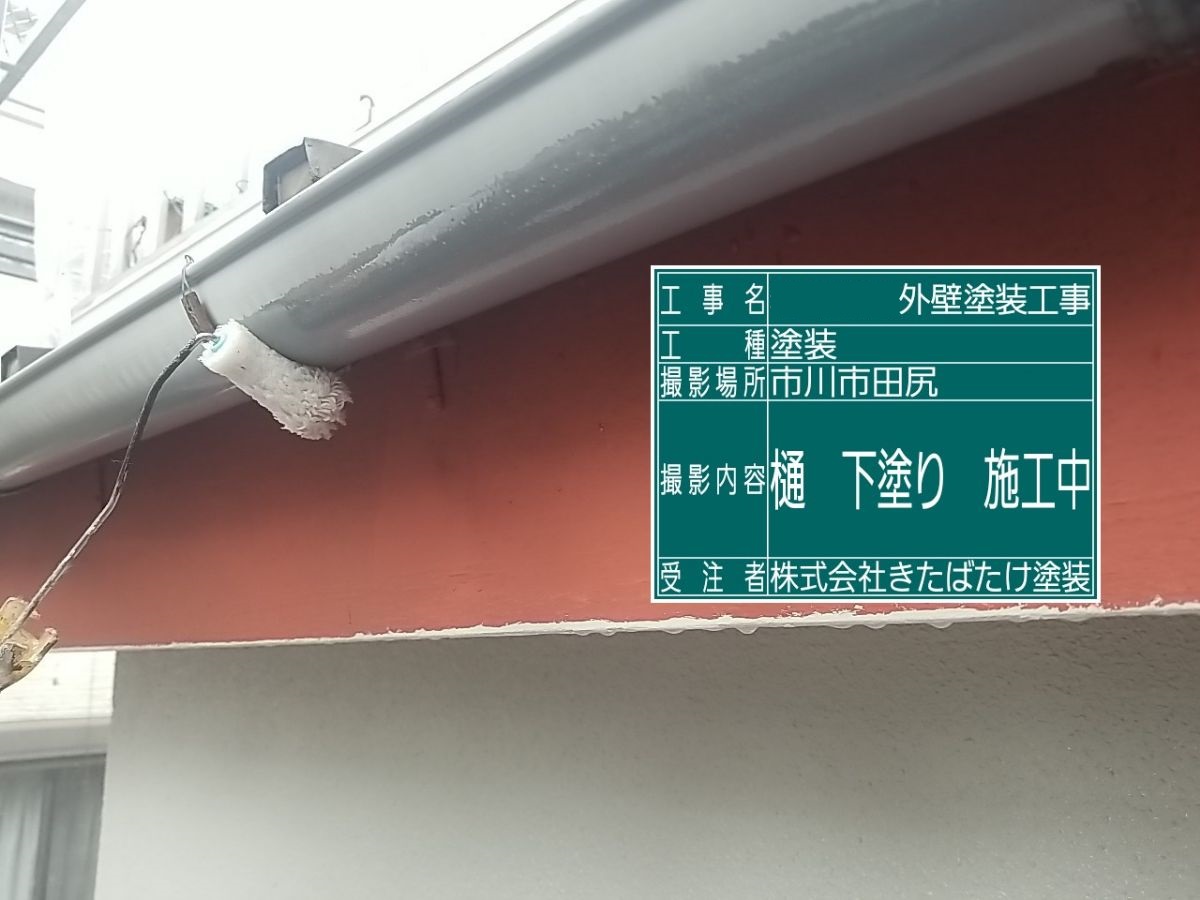 工事名 外壁塗装工事
工種 塗装
撮影場所 市川市田尻
撮影内容 樋 下塗り 施工中
受注者 株式会社きたばたけ塗装